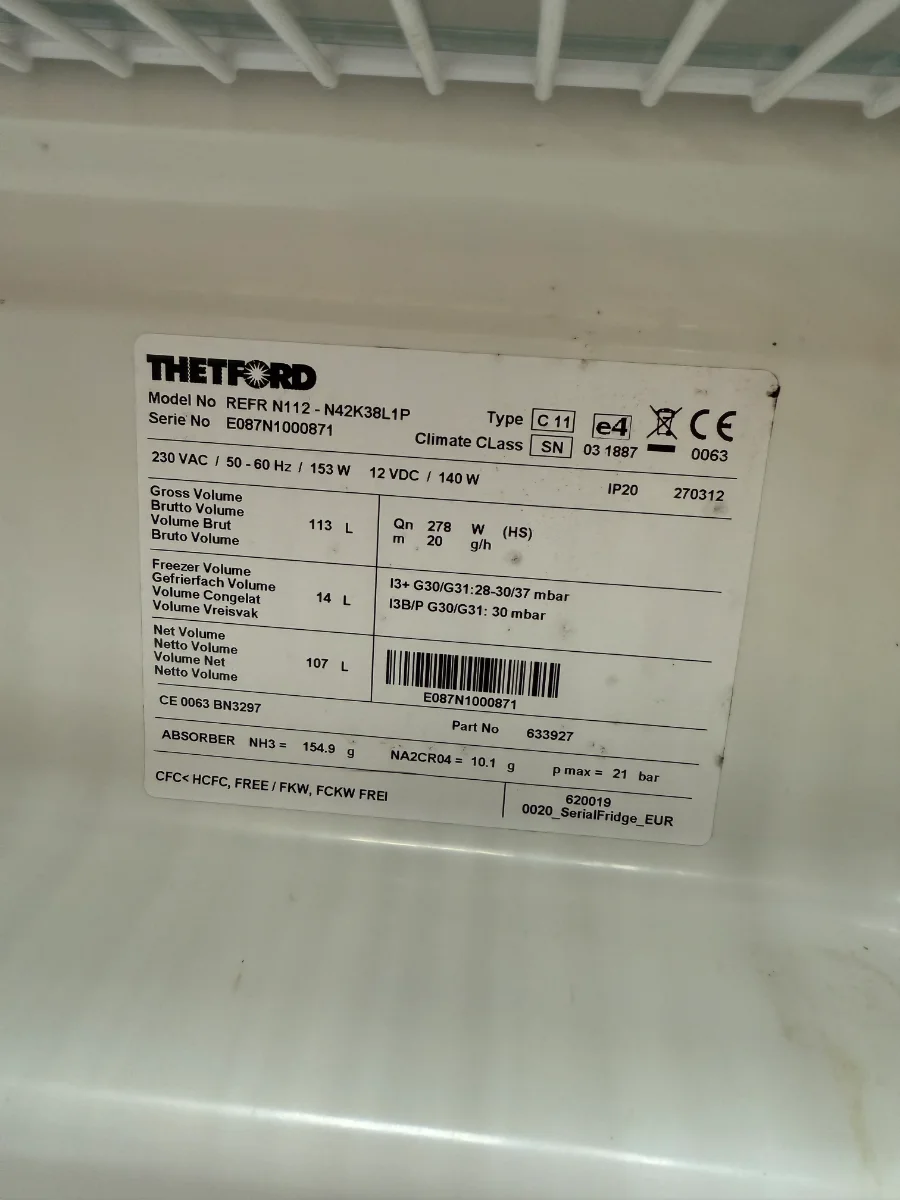 THETFORD
Model No REFR N112 - N42K38L1P
Serie No E087N1000871
Type C 11
Climate CLass SN
e4
03 1887
CE
0063
230 VAC / 50 - 60 Hz / 153 W 12 VDC / 140 W IP20 270312
Gross Volume
Brutto Volume
Volume Brut
Bruto Volume
113 L
Qn 278 W (HS)
m 20 g/h
Freezer Volume
Gefrierfach Volume
Volume Congelat
Volume Vreisvak
14 L
I3+ G30/G31:28-30/37 mbar
I3B/P G30/G31: 30 mbar
Net Volume
Netto Volume
Volume Net
Netto Volume
107 L
E087N1000871
CE 0063 BN3297
Part No 633927
ABSORBER NH3 = 154.9 g NA2CR04 = 10.1 g p max = 21 bar
CFC< HCFC, FREE / FKW, FCKW FREI
620019
0020_SerialFridge_EUR